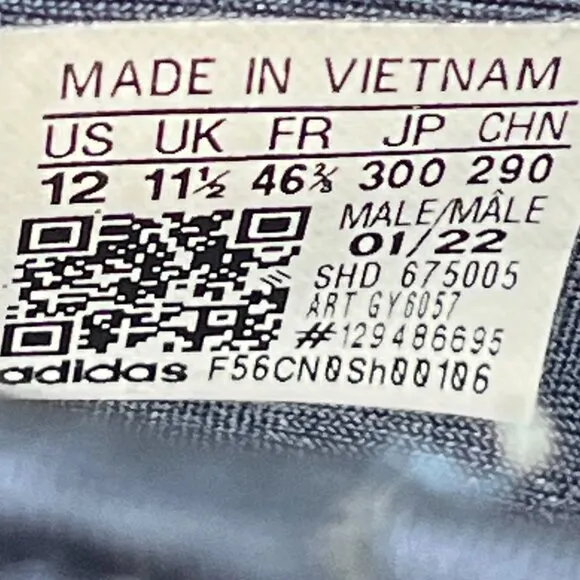 MADE IN VIETNAM
US UK FR JP CHN
12 11½ 46⅔ 300 290
MALE/MÂLE
01/22
SHD 675005
ART GY6057
#129486695
adidas F56CN0Sh00106